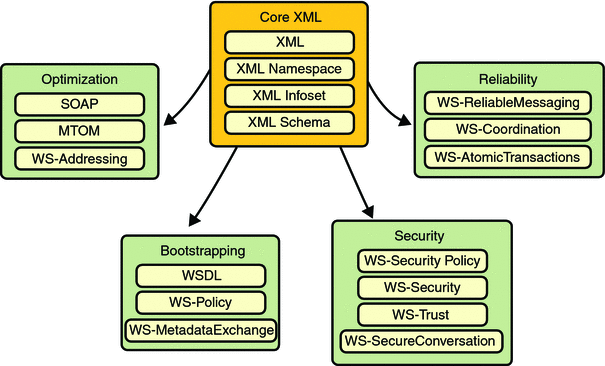 Core XML
XML
XML Namespace
XML Infoset
XML Schema
Optimization
SOAP
MTOM
WS-Addressing
Reliability
WS-ReliableMessaging
WS-Coordination
WS-AtomicTransactions
Bootstrapping
WSDL
WS-Policy
WS-MetadataExchange
Security
WS-Security Policy
WS-Security
WS-Trust
WS-SecureConversation